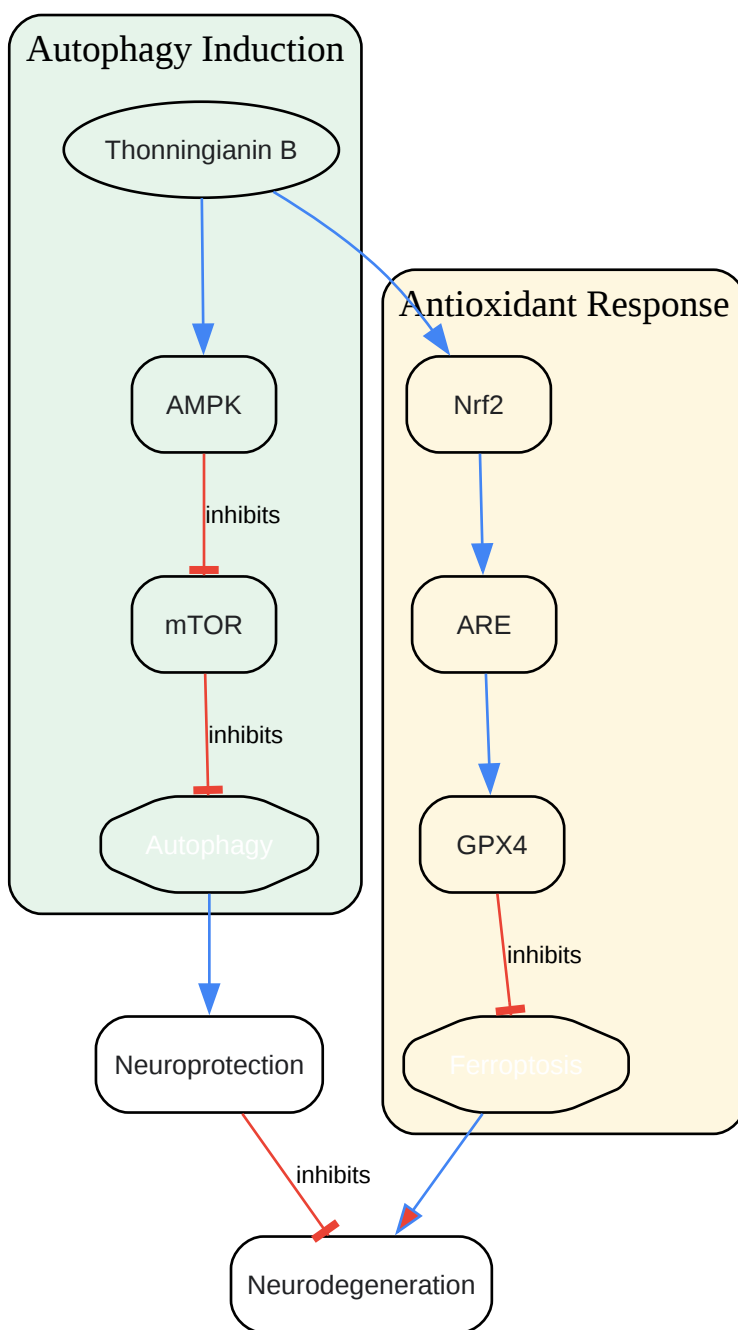 Autophagy Induction
Thonningianin B
Antioxidant Response
AMPK
Nrf2
inhibits
mTOR
ARE
inhibits
Autophagy
GPX4
inhibits
Neuroprotection
Ferroptosis
inhibits
Neurodegeneration